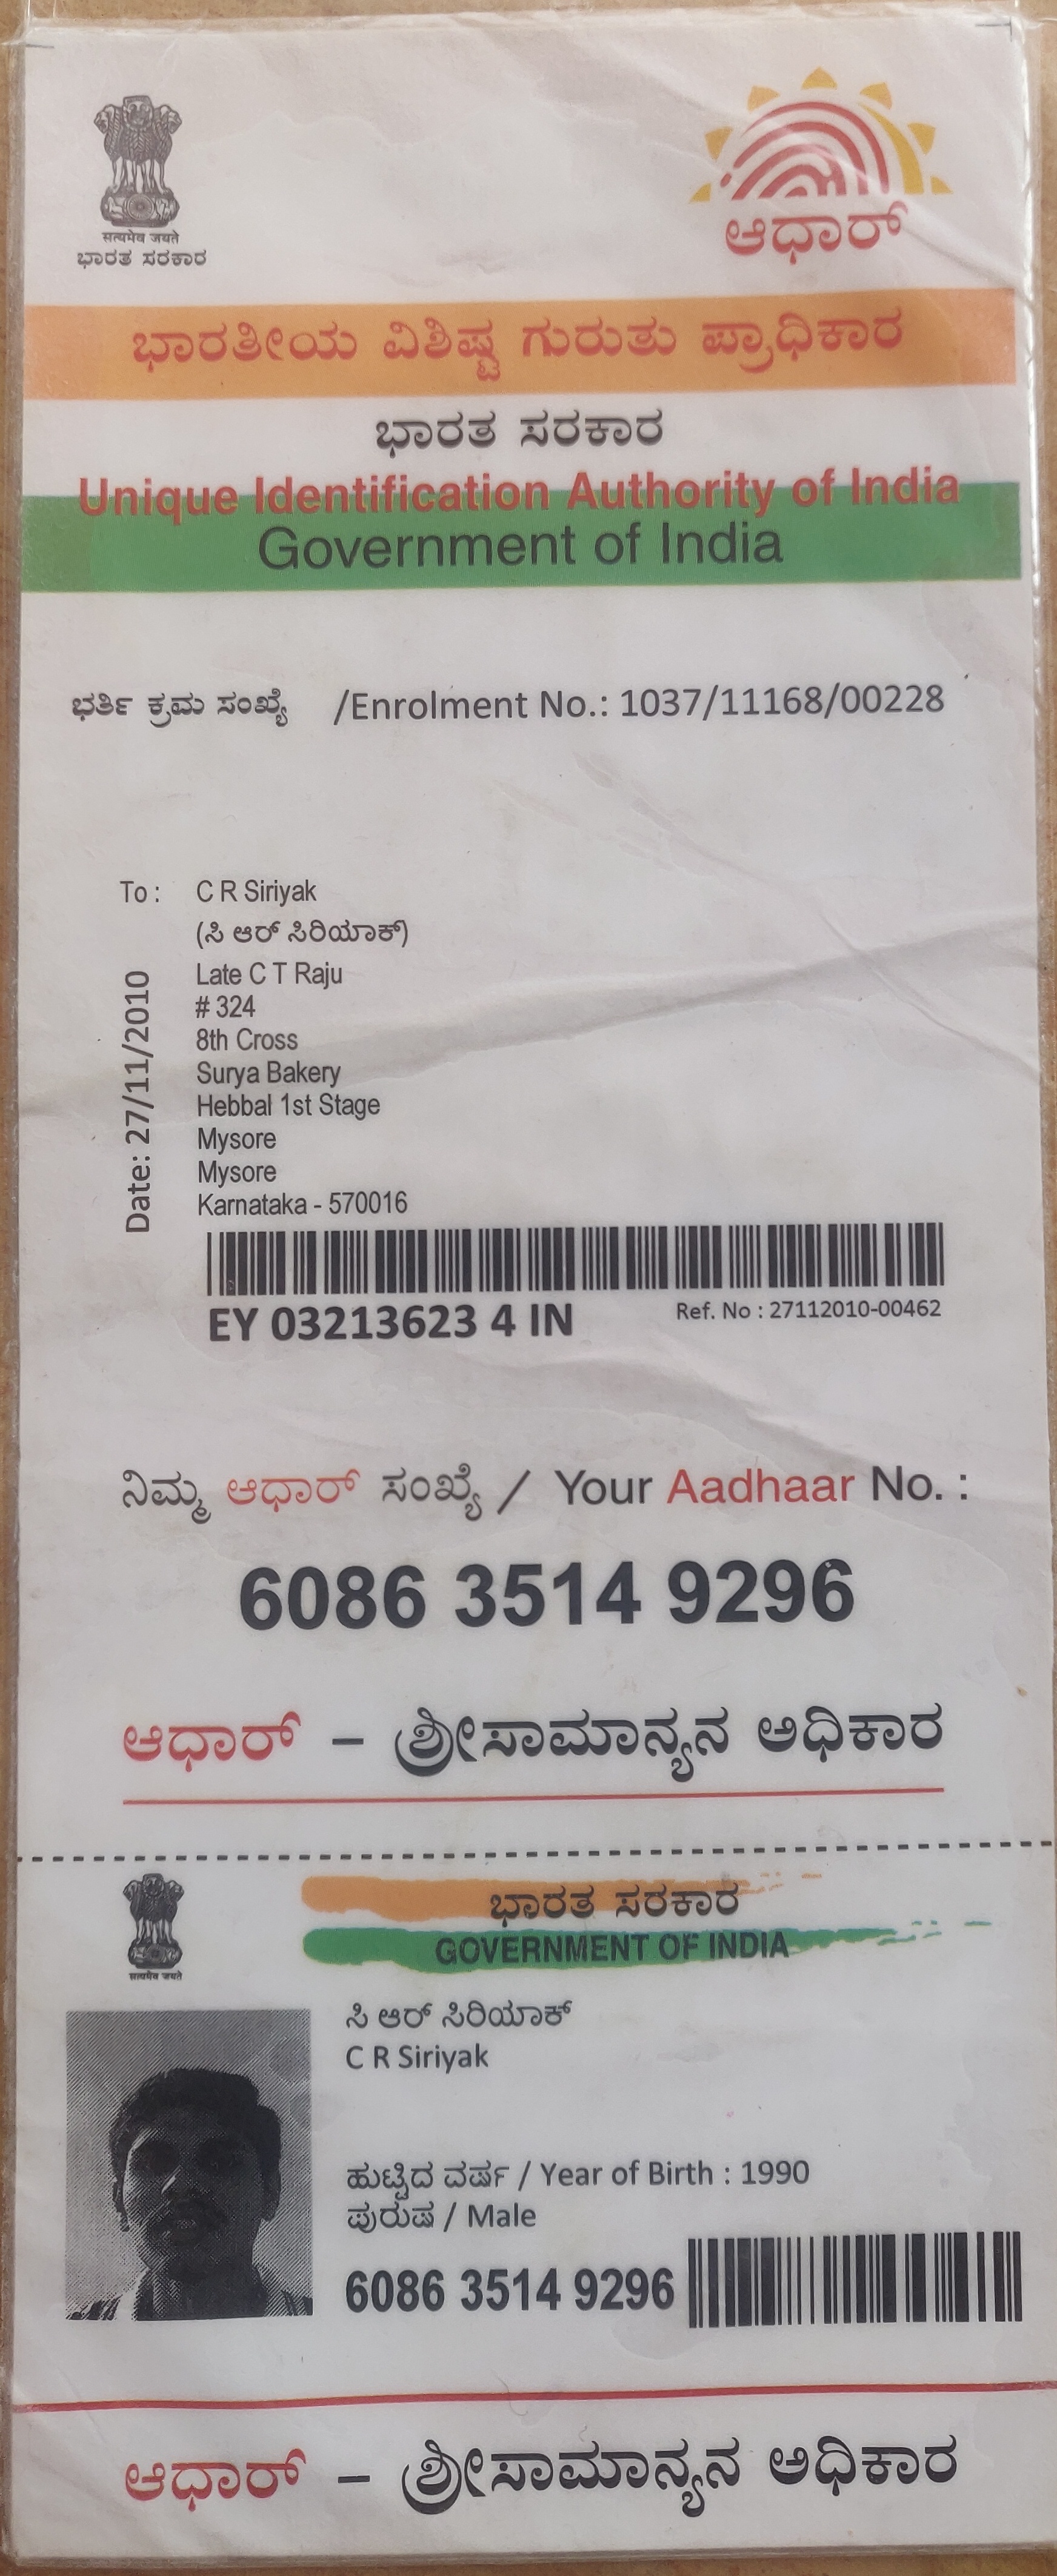 सत्यमेव जयते
ಭಾರತ ಸರಕಾರ
ಆಧಾರ್
ಭಾರತೀಯ ವಿಶಿಷ್ಟ ಗುರುತು ಪ್ರಾಧಿಕಾರ
ಭಾರತ ಸರಕಾರ
Unique Identification Authority of India
Government of India
ಭರ್ತಿ ಕ್ರಮ ಸಂಖ್ಯೆ /Enrolment No.: 1037/11168/00228
To : C R Siriyak
(ಸಿ ಆರ್ ಸಿರಿಯಾಕ್)
Late C T Raju
# 324
8th Cross
Surya Bakery
Hebbal 1st Stage
Mysore
Mysore
Karnataka - 570016
Date: 27/11/2010
EY 03213623 4 IN
Ref. No : 27112010-00462
ನಿಮ್ಮ ಆಧಾರ್ ಸಂಖ್ಯೆ / Your Aadhaar No. :
6086 3514 9296
ಆಧಾರ್ – ಶ್ರೀಸಾಮಾನ್ಯನ ಅಧಿಕಾರ
सत्यमेव जयते
ಭಾರತ ಸರಕಾರ
GOVERNMENT OF INDIA
ಸಿ ಆರ್ ಸಿರಿಯಾಕ್
C R Siriyak
ಹುಟ್ಟಿದ ವರ್ಷ / Year of Birth : 1990
ಪುರುಷ / Male
6086 3514 9296
ಆಧಾರ್ – ಶ್ರೀಸಾಮಾನ್ಯನ ಅಧಿಕಾರ